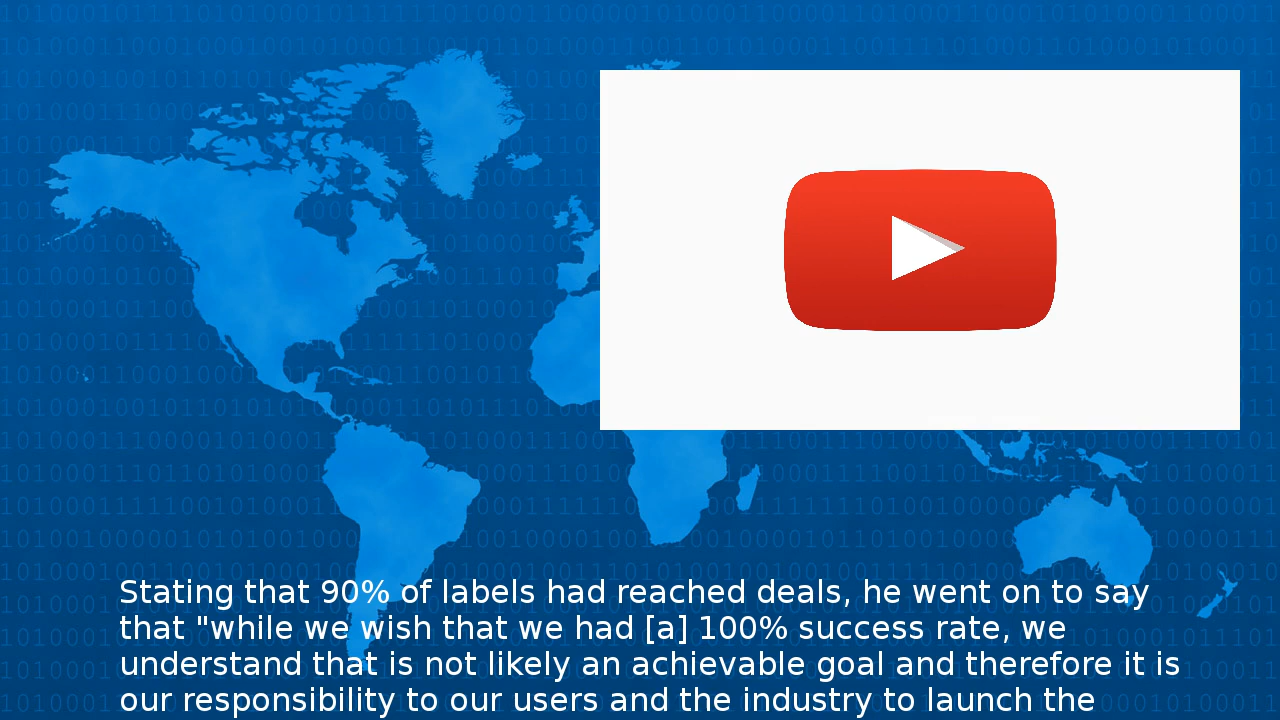 Stating that 90% of labels had reached deals, he went on to say
that "while we wish that we had [a] 100% success rate, we
understand that is not likely an achievable goal and therefore it is
our responsibility to our users and the industry to launch the